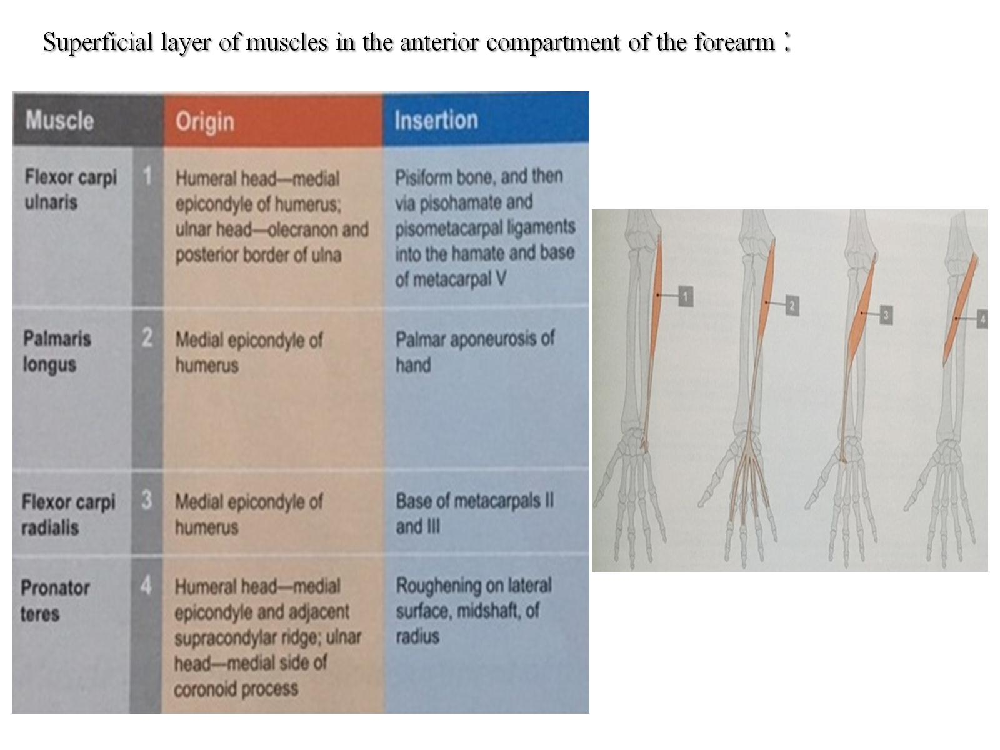 Superficial layer of muscles in the anterior compartment of the forearm :
Muscle Origin Insertion
Flexor carpi
ulnaris
1
Humeral head—medial
epicondyle of humerus;
ulnar head—olecranon and
posterior border of ulna
Pisiform bone, and then
via pisohamate and
pisometacarpal ligaments
into the hamate and base
of metacarpal V
Palmaris
longus
2
Medial epicondyle of
humerus
Palmar aponeurosis of
hand
Flexor carpi
radialis
3
Medial epicondyle of
humerus
Base of metacarpals II
and III
Pronator
teres
4
Humeral head—medial
epicondyle and adjacent
supracondylar ridge; ulnar
head—medial side of
coronoid process
Roughening on lateral
surface, midshaft, of
radius
1
2
3
4